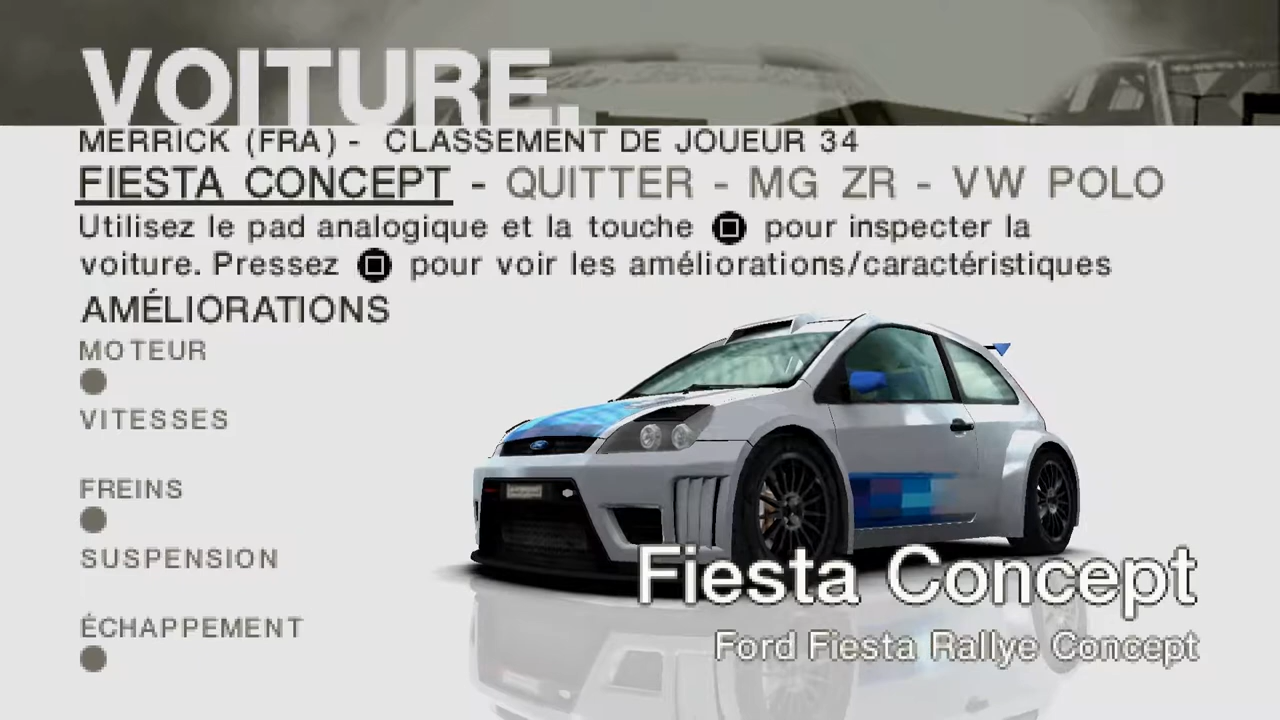 VOITURE.
MERRICK (FRA) - CLASSEMENT DE JOUEUR 34
FIESTA CONCEPT - QUITTER - MG ZR - VW POLO
Utilisez le pad analogique et la touche pour inspecter la
voiture. Pressez pour voir les améliorations/caractéristiques
AMÉLIORATIONS
MOTEUR
VITESSES
FREINS
SUSPENSION
ÉCHAPPEMENT
Fiesta Concept
Ford Fiesta Rallye Concept